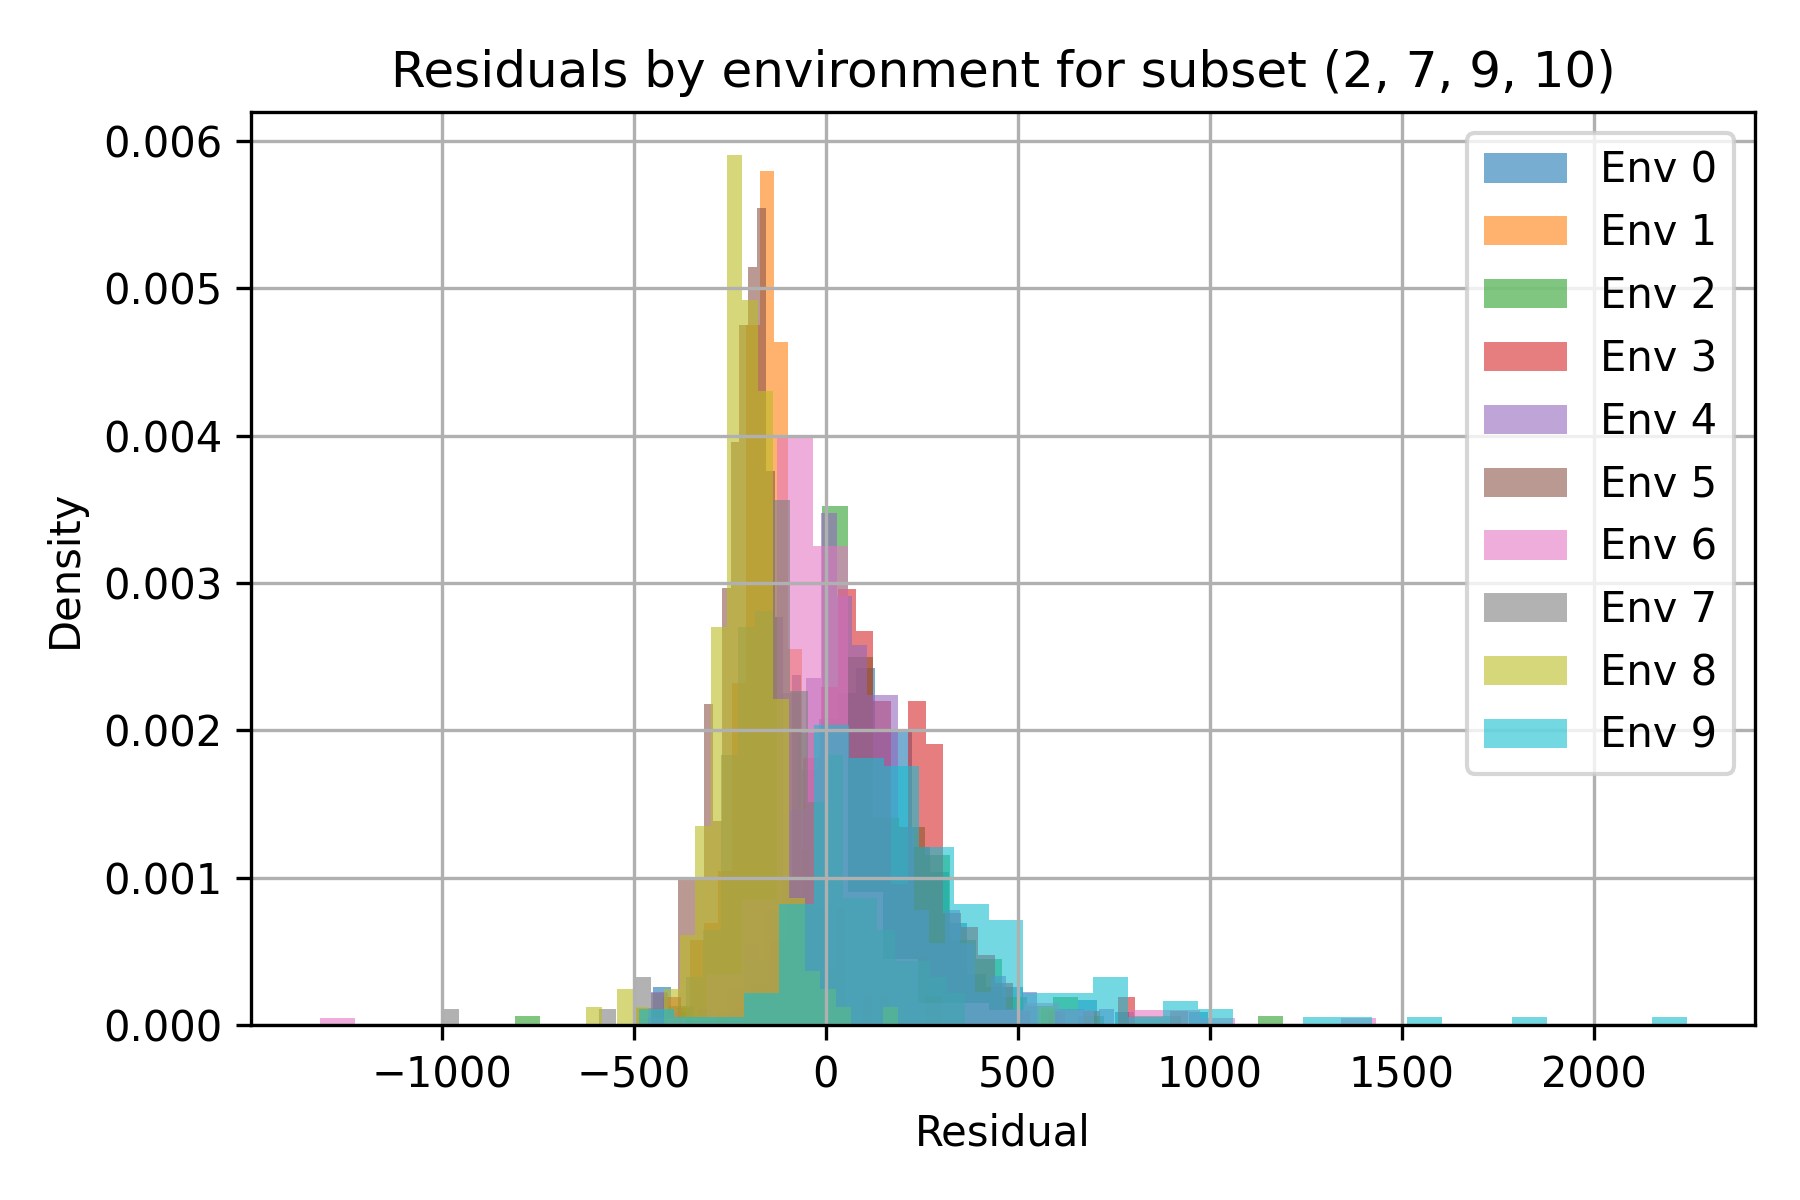 Residuals by environment for subset (2, 7, 9, 10)
0.006
0.005
0.004
0.003
0.002
0.001
0.000
Density
−1000
−500
0
500
1000
1500
2000
Residual
Env 0
Env 1
Env 2
Env 3
Env 4
Env 5
Env 6
Env 7
Env 8
Env 9